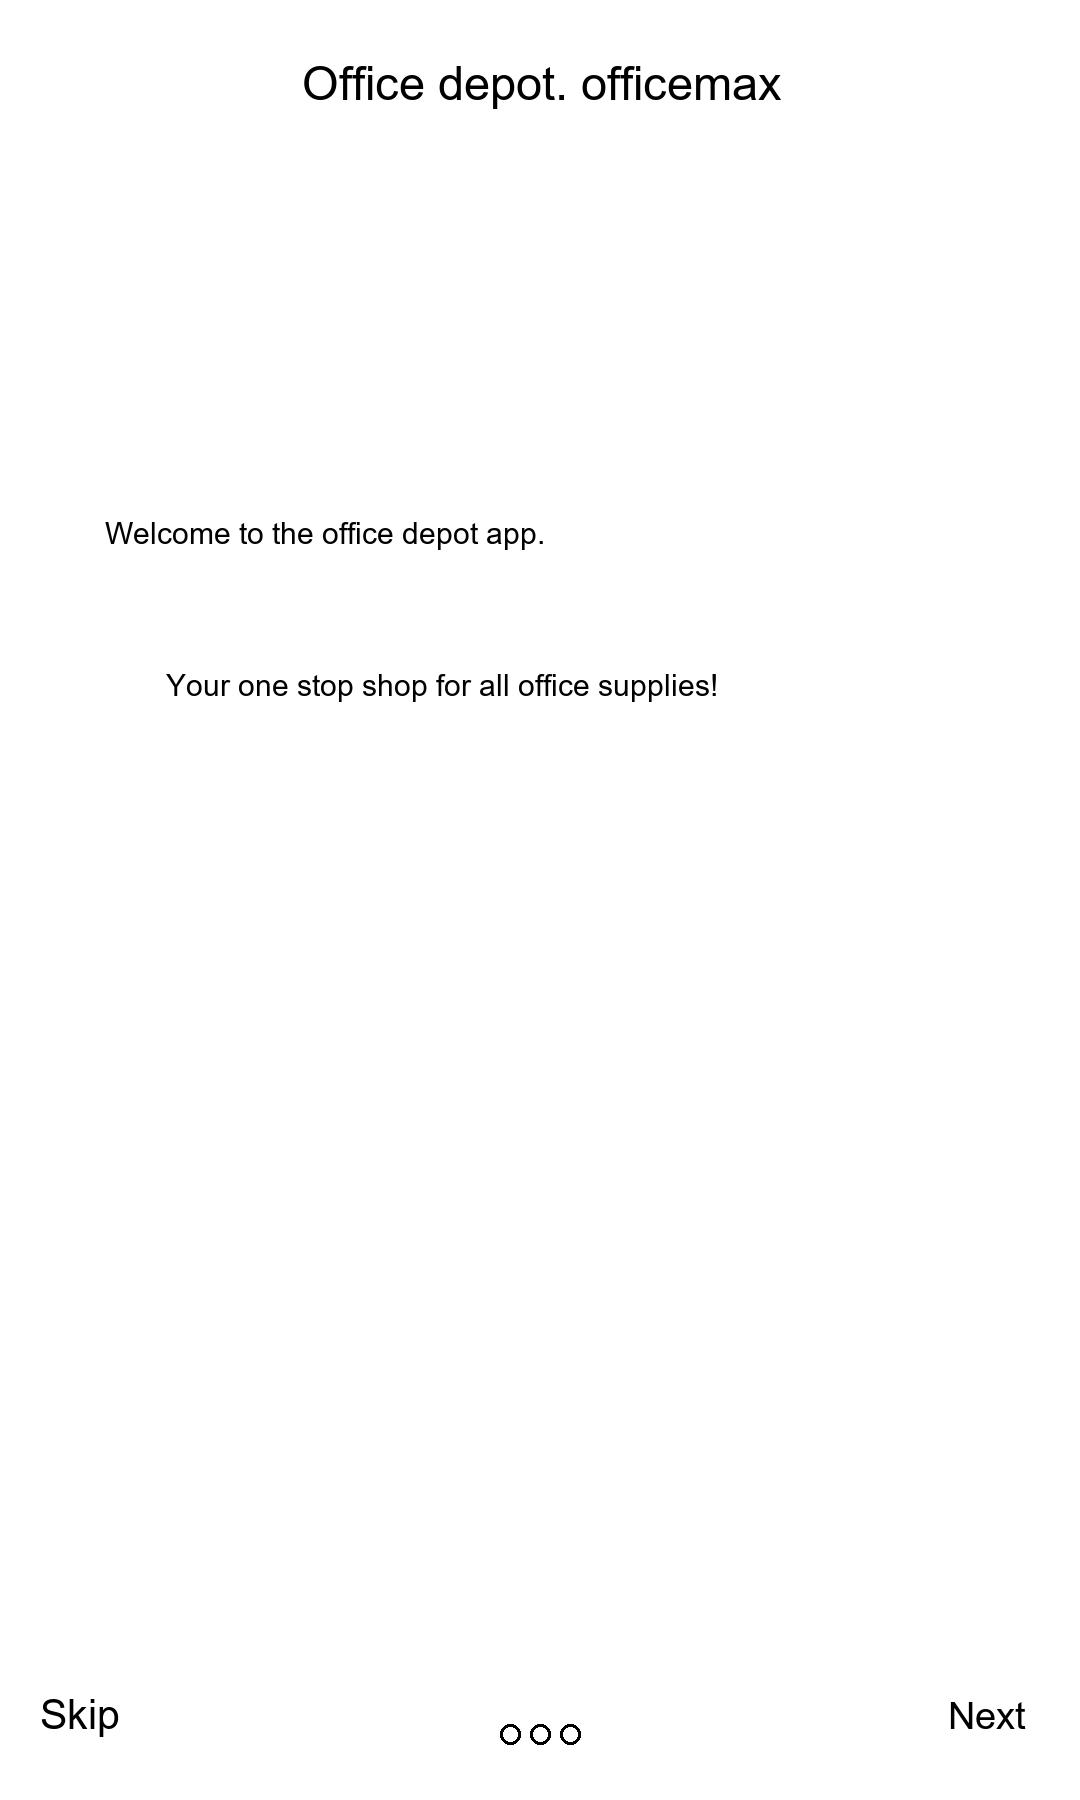 Office depot. officemax
Welcome to the office depot app.
Your one stop shop for all office supplies!
Skip
Next